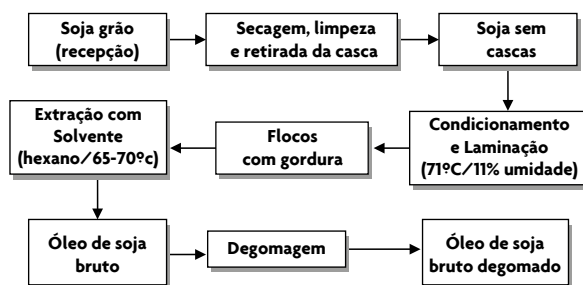 Soja grão
(recepção)
Secagem, limpeza
e retirada da casca
Soja sem
cascas
Condicionamento
e Laminação
(71ºC/11% umidade)
Flocos
com gordura
Extração com
Solvente
(hexano/65-70ºc)
Óleo de soja
bruto
Degomagem
Óleo de soja
bruto degomado